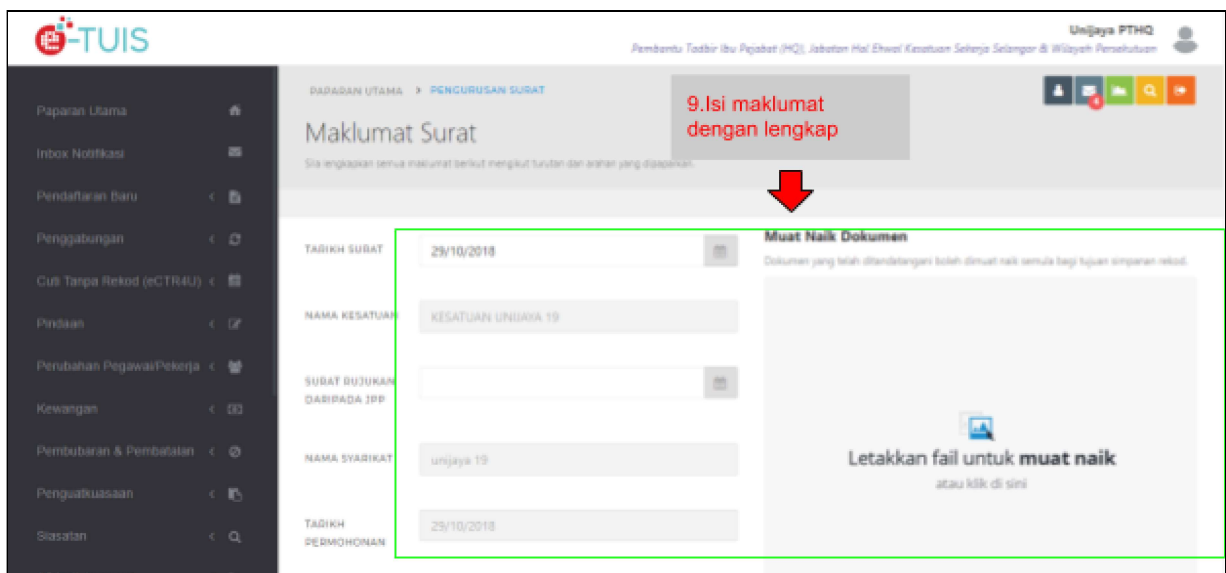 e-TUIS
Unijaya PTHQ
Pembantu Tadbir Ibu Pejabat (HQ), Jabatan Hal Ehwal Kesatuan Sekerja Selangor & Wilayah Persekutuan
PAPARAN UTAMA > PENGURUSAN SURAT
9.Isi maklumat
dengan lengkap
4
Maklumat Surat
Sila lengkapkan semua maklumat berikut mengikut turutan dan arahan yang dipaparkan.
Paparan Utama
Inbox Notifikasi
Pendaftaran Baru
Penggabungan
Cuti Tanpa Rekod (eCTR4U)
Pindaan
Perubahan Pegawai/Pekerja
Kewangan
Pembubaran & Pembatalan
Penguatkuasaan
Siasatan
TARIKH SURAT
29/10/2018
NAMA KESATUAN
KESATUAN UNIJAYA 19
SURAT RUJUKAN
DARIPADA JPP
NAMA SYARIKAT
unijaya 19
TARIKH
PERMOHONAN
29/10/2018
Muat Naik Dokumen
Dokumen yang telah ditandatangani boleh dimuat naik semula bagi tujuan simpanan rekod.
Letakkan fail untuk muat naik
atau klik di sini